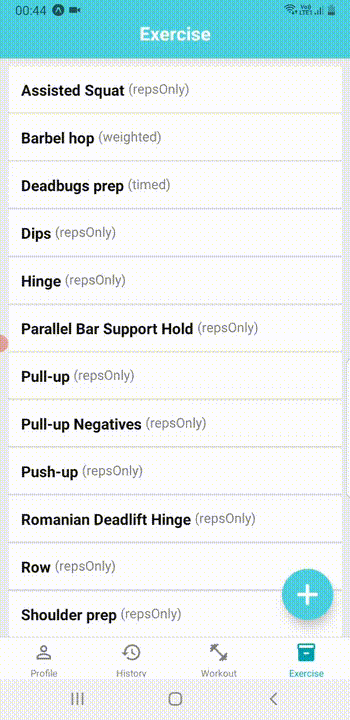 00:44
Vo) LTE1
Exercise
Assisted Squat (repsOnly)
Barbel hop (weighted)
Deadbugs prep (timed)
Dips (repsOnly)
Hinge (repsOnly)
Parallel Bar Support Hold (repsOnly)
Pull-up (repsOnly)
Pull-up Negatives (repsOnly)
Push-up (repsOnly)
Romanian Deadlift Hinge (repsOnly)
Row (repsOnly)
Shoulder prep (repsOnly)
Profile History Workout Exercise